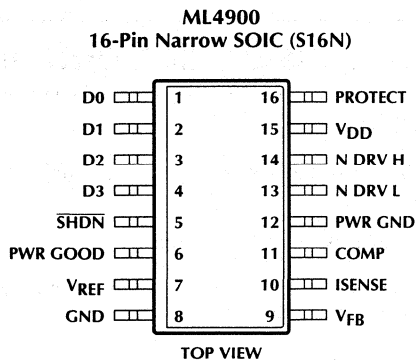 ML4900
16-Pin Narrow SOIC (S16N)
D0 1 16 PROTECT
D1 2 15 VDD
D2 3 14 N DRV H
D3 4 13 N DRV L
SHDN 5 12 PWR GND
PWR GOOD 6 11 COMP
VREF 7 10 ISENSE
GND 8 9 VFB
TOP VIEW